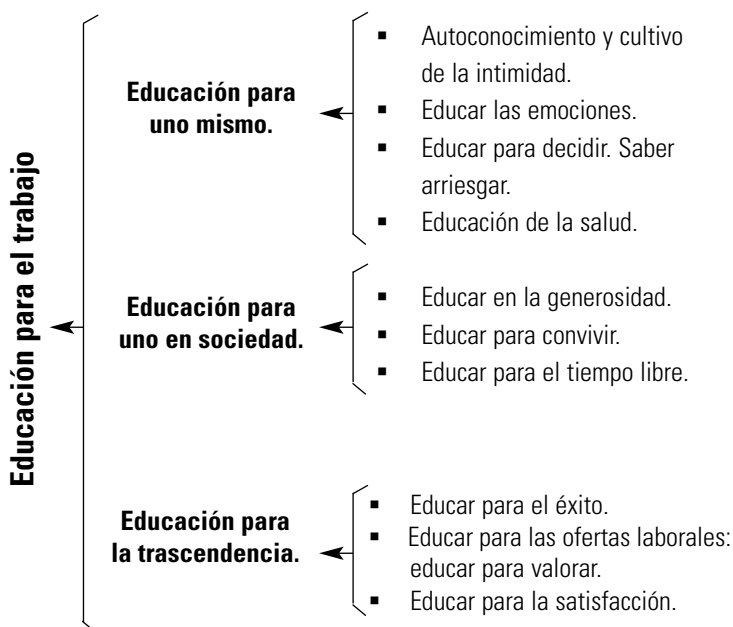 Educación para el trabajo
Educación para
uno mismo.
▪ Autoconocimiento y cultivo
de la intimidad.
▪ Educar las emociones.
▪ Educar para decidir. Saber
arriesgar.
▪ Educación de la salud.
Educación para
uno en sociedad.
▪ Educar en la generosidad.
▪ Educar para convivir.
▪ Educar para el tiempo libre.
Educación para
la trascendencia.
▪ Educar para el éxito.
▪ Educar para las ofertas laborales:
educar para valorar.
▪ Educar para la satisfacción.